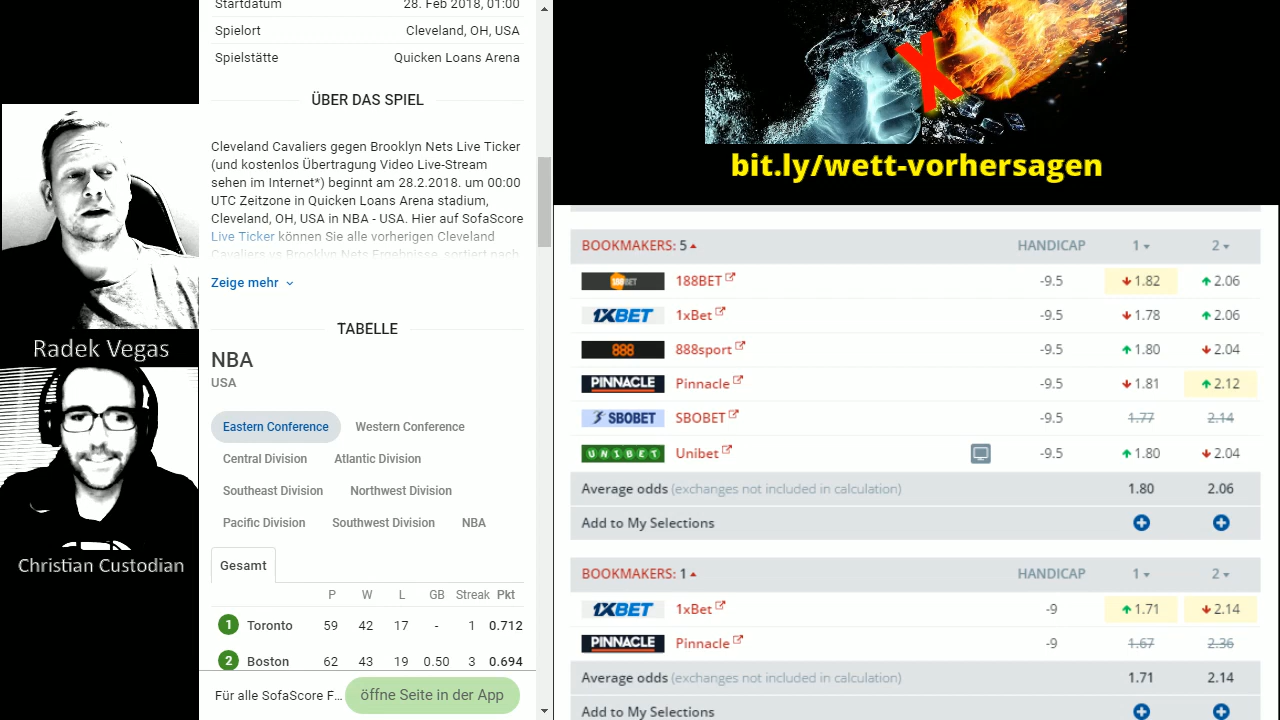 Startdatum 28. Feb 2018, 01:00
Spielort Cleveland, OH, USA
Spielstätte Quicken Loans Arena
ÜBER DAS SPIEL
Cleveland Cavaliers gegen Brooklyn Nets Live Ticker
(und kostenlos Übertragung Video Live-Stream
sehen im Internet*) beginnt am 28.2.2018. um 00:00
UTC Zeitzone in Quicken Loans Arena stadium,
Cleveland, OH, USA in NBA - USA. Hier auf SofaScore
Live Ticker können Sie alle vorherigen Cleveland
Cavaliers vs Brooklyn Nets Ergebnisse, sortiert nach
Zeige mehr
TABELLE
NBA
USA
Eastern Conference Western Conference
Central Division Atlantic Division
Southeast Division Northwest Division
Pacific Division Southwest Division NBA
Gesamt
P W L GB Streak Pkt
1 Toronto 59 42 17 - 1 0.712
2 Boston 62 43 19 0.50 3 0.694
Für alle SofaScore F... öffne Seite in der App
Radek Vegas
Christian Custodian
X
bit.ly/wett-vorhersagen
BOOKMAKERS: 5 HANDICAP 1 2
188BET 188BET -9.5 1.82 2.06
1XBET 1xBet -9.5 1.78 2.06
888 888sport -9.5 1.80 2.04
PINNACLE Pinnacle -9.5 1.81 2.12
SBOBET SBOBET -9.5 1.77 2.14
UNIBET Unibet -9.5 1.80 2.04
Average odds (exchanges not included in calculation) 1.80 2.06
Add to My Selections
BOOKMAKERS: 1 HANDICAP 1 2
1XBET 1xBet -9 1.71 2.14
PINNACLE Pinnacle -9 1.67 2.36
Average odds (exchanges not included in calculation) 1.71 2.14
Add to My Selections